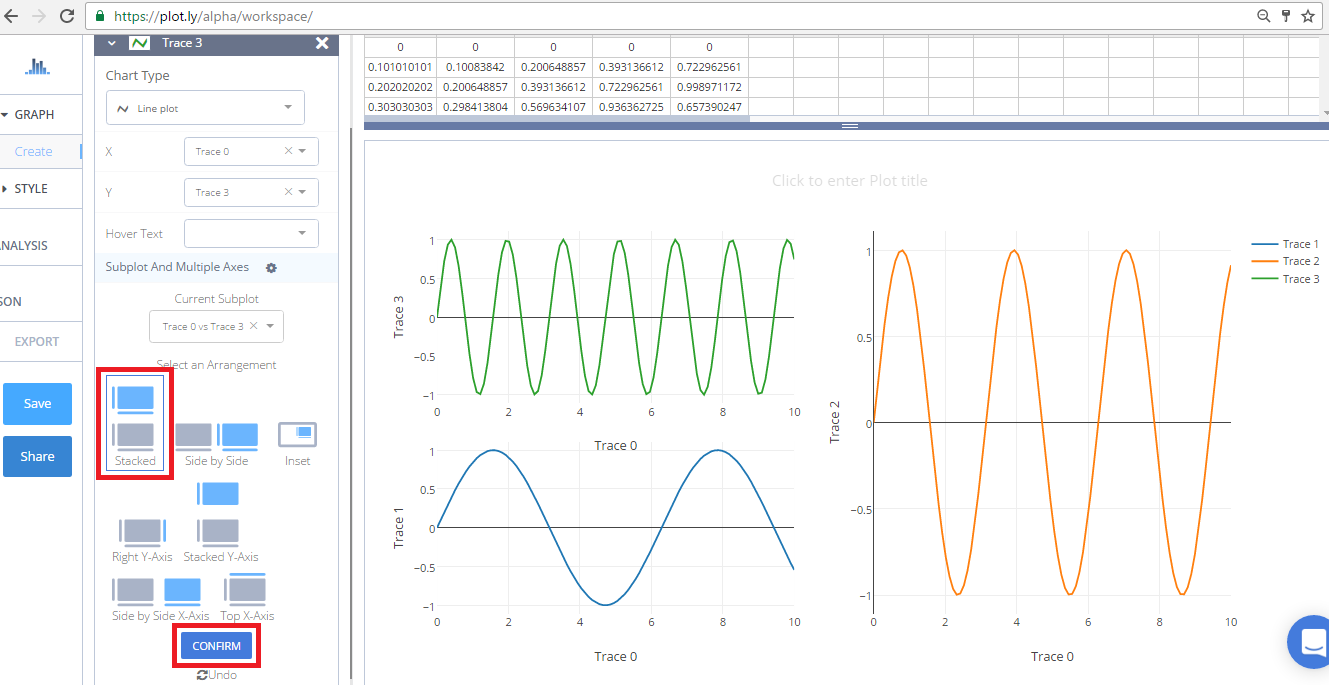 https://plot.ly/alpha/workspace/
GRAPH
Create
STYLE
ANALYSIS
SON
EXPORT
Save
Share
Trace 3
Chart Type
Line plot
X
Trace 0
Y
Trace 3
Hover Text
Subplot And Multiple Axes
Current Subplot
Trace 0 vs Trace 3
Select an Arrangement
Stacked
Side by Side
Inset
Right Y-Axis
Stacked Y-Axis
Side by Side X-Axis
Top X-Axis
CONFIRM
Undo
0 0 0 0 0
0.101010101 0.10083842 0.200648857 0.393136612 0.722962561
0.202020202 0.200648857 0.393136612 0.722962561 0.998971172
0.303030303 0.298413804 0.569634107 0.936362725 0.657390247
Click to enter Plot title
Trace 3
1
0.5
0
−0.5
−1
0 2 4 6 8 10
Trace 0
Trace 1
1
0.5
0
−0.5
−1
0 2 4 6 8 10
Trace 0
Trace 2
1
0.5
0
−0.5
−1
0 2 4 6 8 10
Trace 0
Trace 1
Trace 2
Trace 3